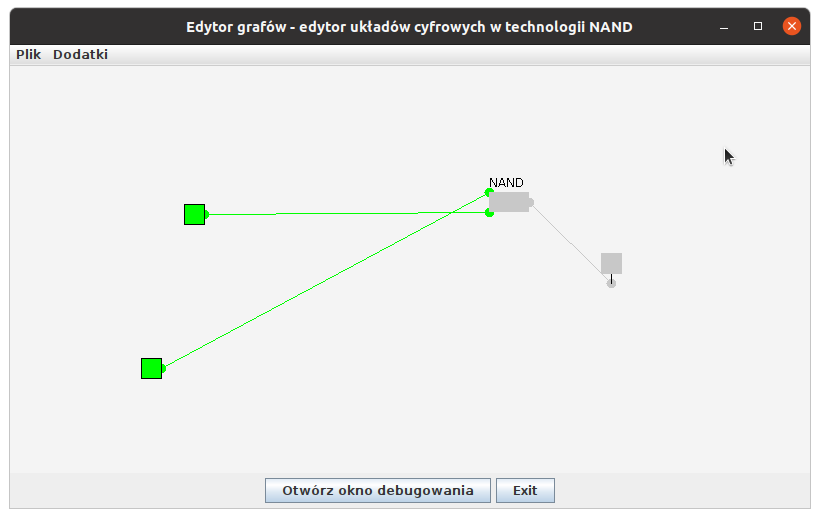 Edytor grafów - edytor układów cyfrowych w technologii NAND
Plik Dodatki
NAND
Otwórz okno debugowania Exit